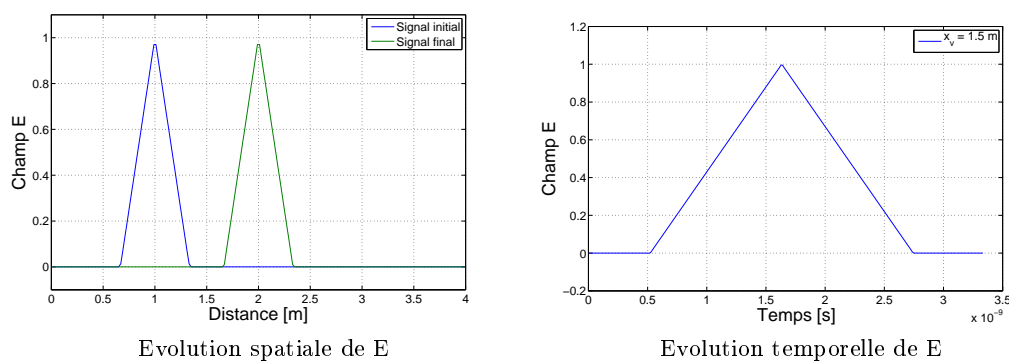 Signal initial
Signal final
1
0.8
0.6
0.4
0.2
0
Champ E
0 0.5 1 1.5 2 2.5 3 3.5 4
Distance [m]
Evolution spatiale de E
x_v = 1.5 m
1.2
1
0.8
0.6
0.4
0.2
0
−0.2
Champ E
0 0.5 1 1.5 2 2.5 3 3.5
x 10^-9
Temps [s]
Evolution temporelle de E